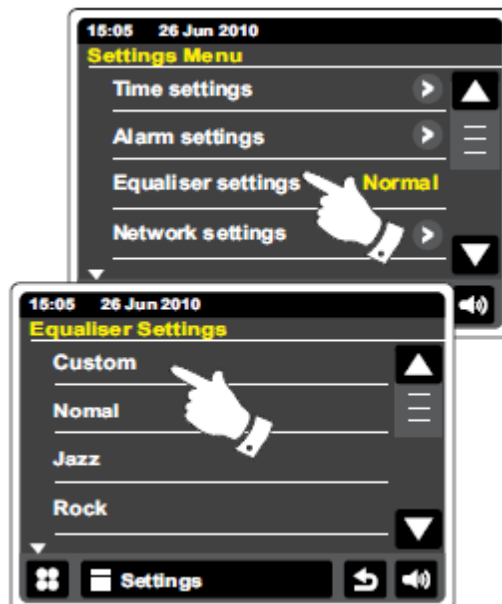 15:05 26 Jun 2010
Settings Menu
Time settings
Alarm settings
Equaliser settings Normal
Network settings
15:05 26 Jun 2010
Equaliser Settings
Custom
Nomal
Jazz
Rock
Settings